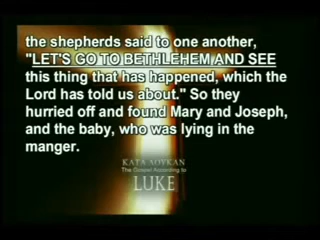 the shepherds said to one another,
"LET'S GO TO BETHLEHEM AND SEE
this thing that has happened, which the
Lord has told us about." So they
hurried off and found Mary and Joseph,
and the baby, who was lying in the
manger.
ΚΑΤΑ ΛΟΥΚΑΝ
The Gospel According to
LUKE